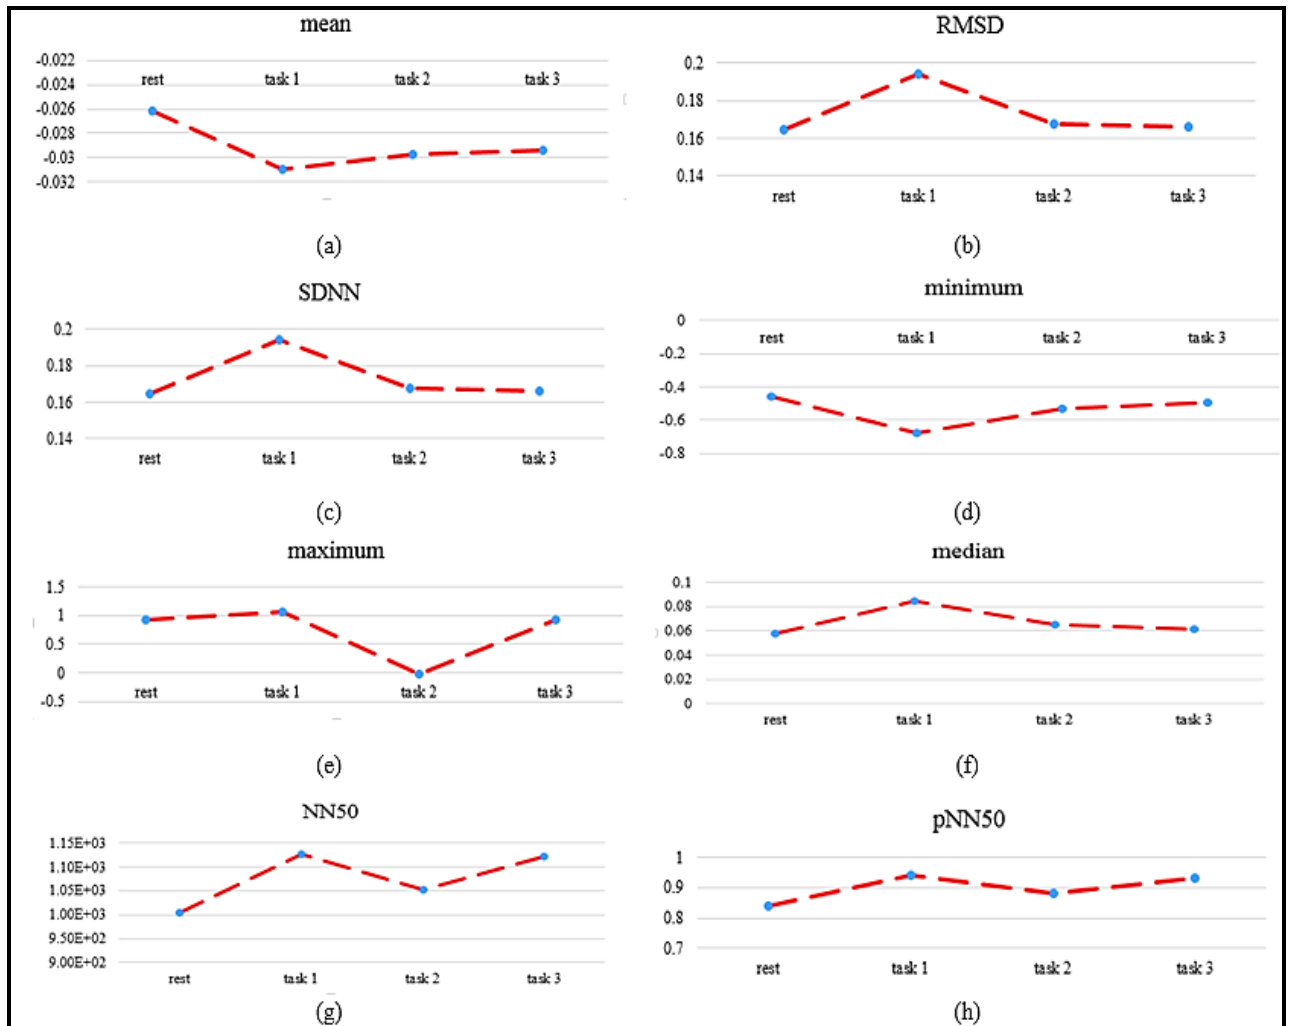 mean
-0.022
-0.024
-0.026
-0.028
-0.03
-0.032
rest task 1 task 2 task 3
(a)
RMSD
0.2
0.18
0.16
0.14
rest task 1 task 2 task 3
(b)
SDNN
0.2
0.18
0.16
0.14
rest task 1 task 2 task 3
(c)
minimum
0
-0.2
-0.4
-0.6
-0.8
rest task 1 task 2 task 3
(d)
maximum
1.5
1
0.5
0
-0.5
rest task 1 task 2 task 3
(e)
median
0.1
0.08
0.06
0.04
0.02
0
rest task 1 task 2 task 3
(f)
NN50
1.15E+03
1.10E+03
1.05E+03
1.00E+03
9.50E+02
9.00E+02
rest task 1 task 2 task 3
(g)
pNN50
1
0.9
0.8
0.7
rest task 1 task 2 task 3
(h)